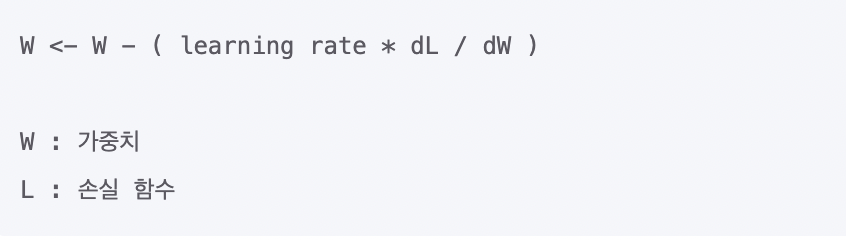 W <- W - ( learning rate * dL / dW )
W : 가중치
L : 손실 함수